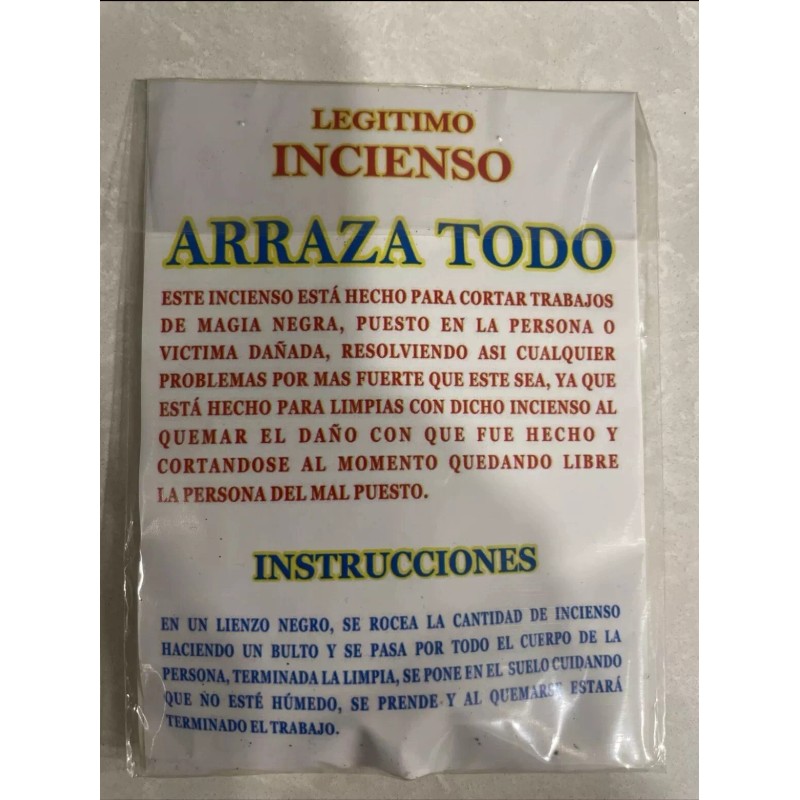 LEGITIMO
INCIENSO
ARRAZA TODO
ESTE INCIENSO ESTÁ HECHO PARA CORTAR TRABAJOS
DE MAGIA NEGRA, PUESTO EN LA PERSONA O
VICTIMA DAÑADA, RESOLVIENDO ASI CUALQUIER
PROBLEMAS POR MAS FUERTE QUE ESTE SEA, YA QUE
ESTÁ HECHO PARA LIMPIAS CON DICHO INCIENSO AL
QUEMAR EL DAÑO CON QUE FUE HECHO Y
CORTANDOSE AL MOMENTO QUEDANDO LIBRE
LA PERSONA DEL MAL PUESTO.
INSTRUCCIONES
EN UN LIENZO NEGRO, SE ROCEA LA CANTIDAD DE INCIENSO
HACIENDO UN BULTO Y SE PASA POR TODO EL CUERPO DE LA
PERSONA, TERMINADA LA LIMPIA, SE PONE EN EL SUELO CUIDANDO
QUE NO ESTÉ HÚMEDO, SE PRENDE Y AL QUEMARSE ESTARÁ
TERMINADO EL TRABAJO.